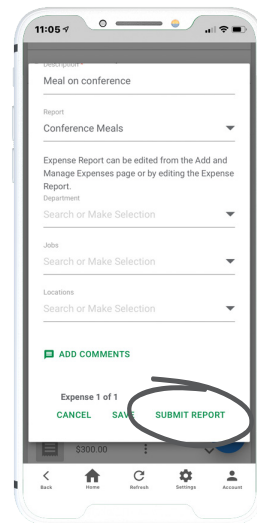 11:05
Description *
Meal on conference
Report
Conference Meals
Expense Report can be edited from the Add and
Manage Expenses page or by editing the Expense
Report.
Department
Search or Make Selection
Jobs
Search or Make Selection
Locations
Search or Make Selection
ADD COMMENTS
Expense 1 of 1
CANCEL SAVE SUBMIT REPORT
$300.00
Back Home Refresh Settings Account